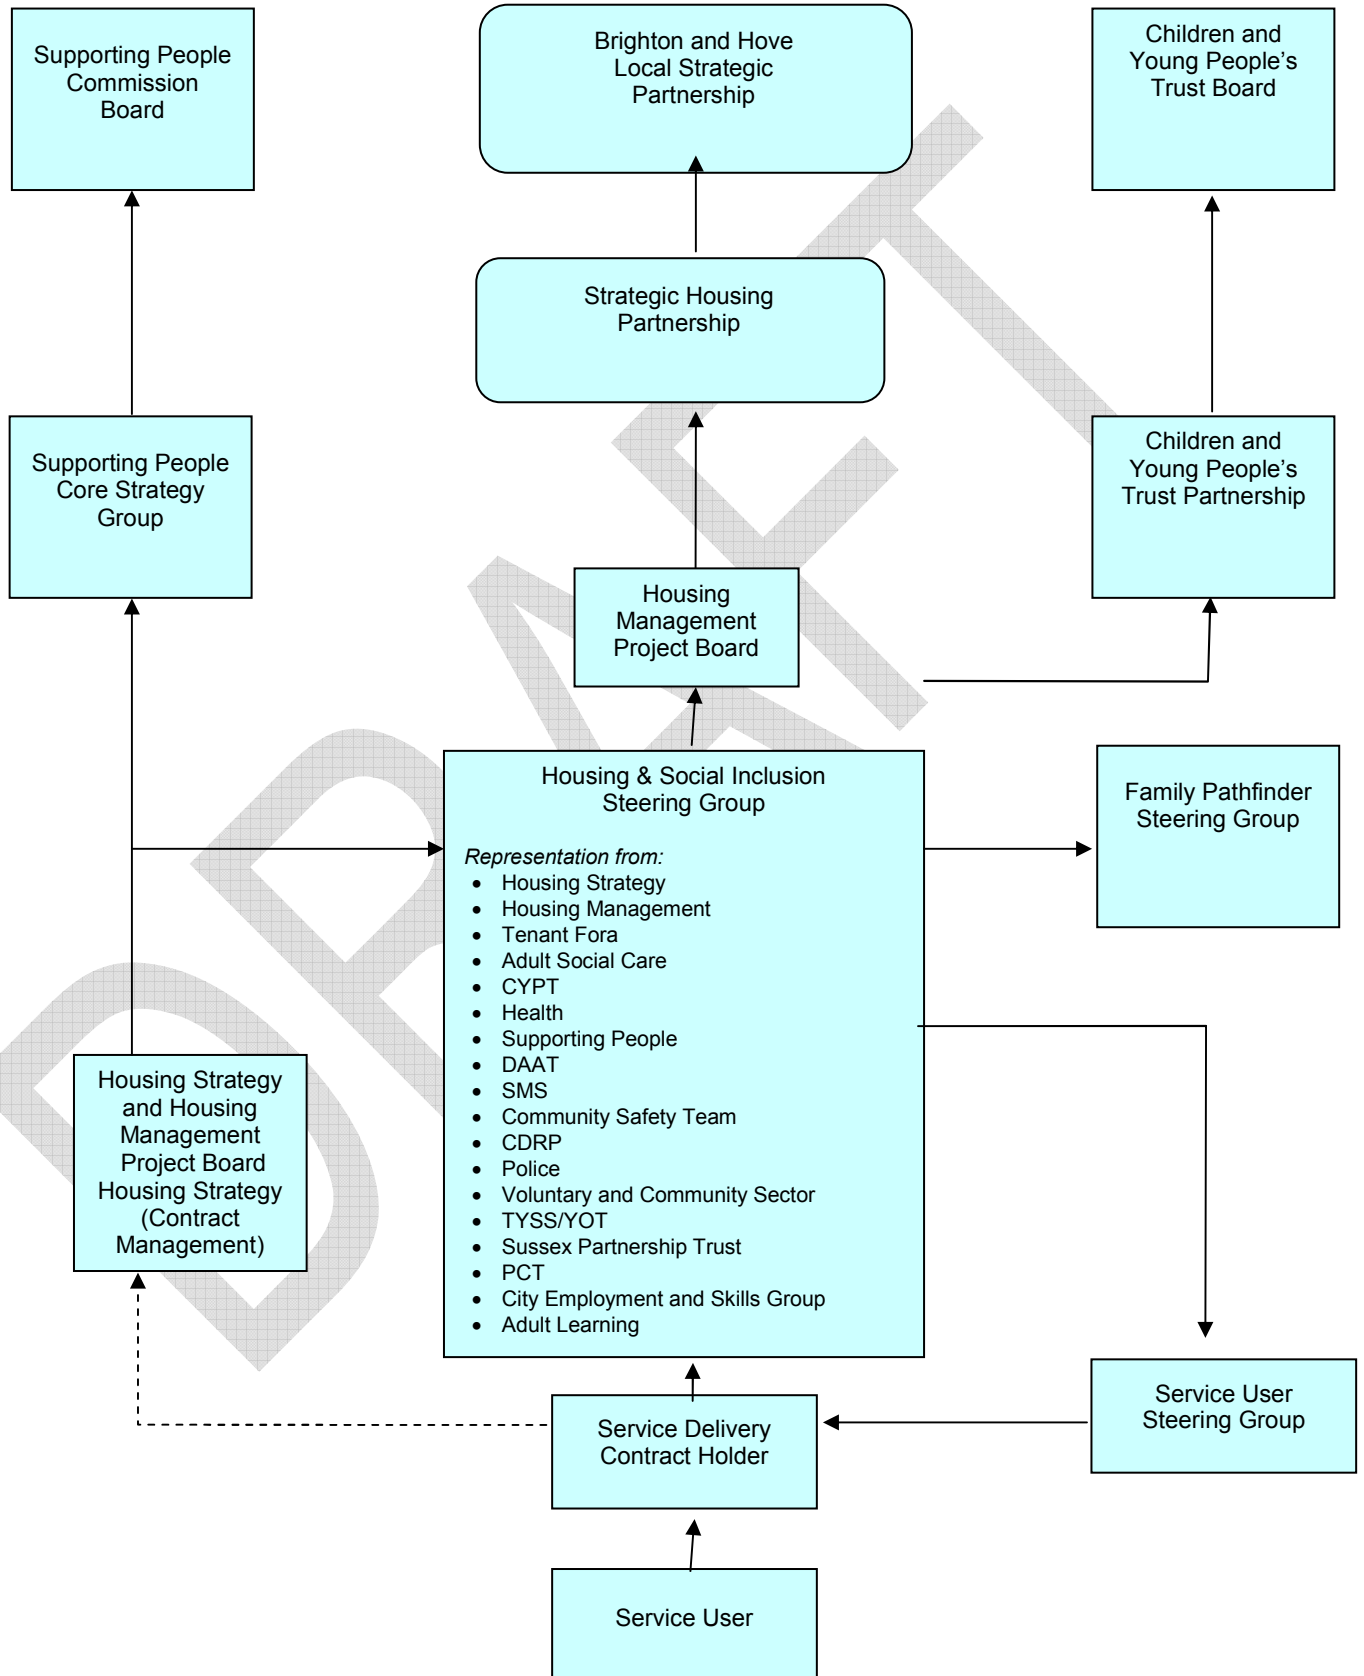 Supporting People
Commission
Board
Brighton and Hove
Local Strategic
Partnership
Children and
Young People’s
Trust Board
Strategic Housing
Partnership
Supporting People
Core Strategy
Group
Children and
Young People’s
Trust Partnership
Housing
Management
Project Board
Housing & Social Inclusion
Steering Group
Representation from:
• Housing Strategy
• Housing Management
• Tenant Fora
• Adult Social Care
• CYPT
• Health
• Supporting People
• DAAT
• SMS
• Community Safety Team
• CDRP
• Police
• Voluntary and Community Sector
• TYSS/YOT
• Sussex Partnership Trust
• PCT
• City Employment and Skills Group
• Adult Learning
Family Pathfinder
Steering Group
Housing Strategy
and Housing
Management
Project Board
Housing Strategy
(Contract
Management)
Service User
Steering Group
Service Delivery
Contract Holder
Service User
DRAFT